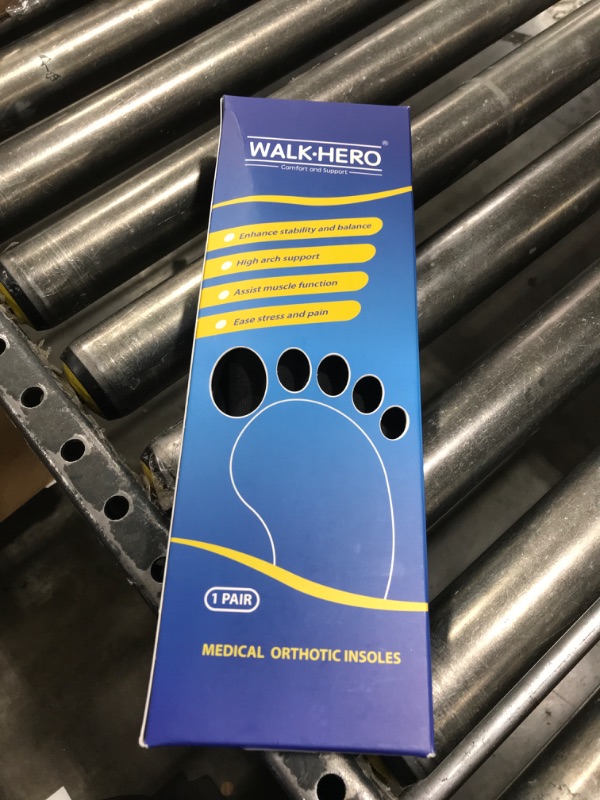 WALK·HERO®
Comfort and Support
Enhance stability and balance
High arch support
Assist muscle function
Ease stress and pain
1 PAIR
MEDICAL ORTHOTIC INSOLES